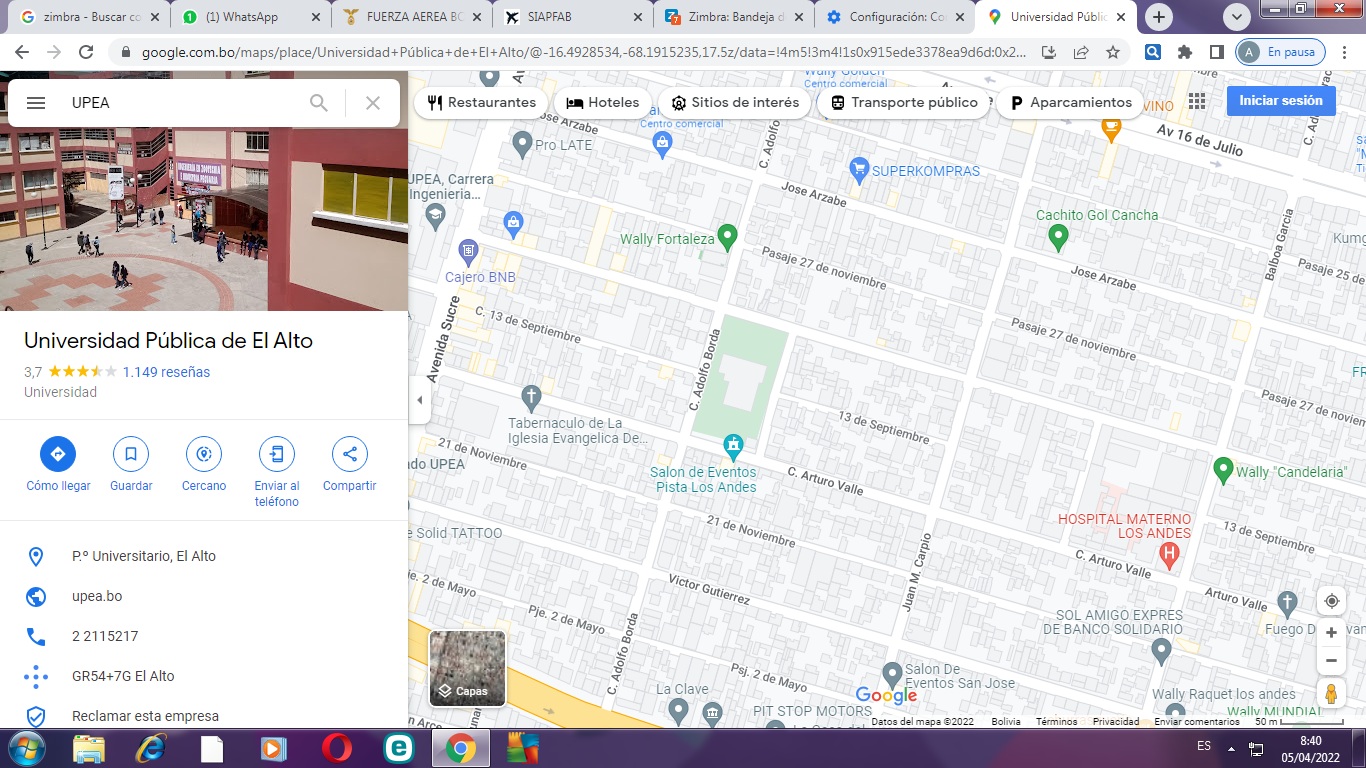 zimbra - Buscar co
(1) WhatsApp
FUERZA AEREA BO
SIAPFAB
Zimbra: Bandeja d
Configuración: Co
Universidad Públic
google.com.bo/maps/place/Universidad+Pública+de+El+Alto/@-16.4928534,-68.1915235,17.5z/data=!4m5!3m4!1s0x915ede3378ea9d6d:0x2...
A
En pausa
UPEA
Restaurantes
Hoteles
Sitios de interés
Transporte público
Aparcamientos
Iniciar sesión
Universidad Pública de El Alto
3,7
1.149 reseñas
Universidad
Cómo llegar
Guardar
Cercano
Enviar al
teléfono
Compartir
P.º Universitario, El Alto
upea.bo
2 2115217
GR54+7G El Alto
Reclamar esta empresa
Wally Golden
Centro comercial
Jose Arzabe
Centro comercial
Pro LATE
C. Adolfo
VINO
Av 16 de Julio
UPEA, Carrera
Ingenieria...
SUPERKOMPRAS
Jose Arzabe
Cachito Gol Cancha
Balboa Garcia
Wally Fortaleza
Pasaje 27 de noviembre
Jose Arzabe
Pasaje 25 de
Cajero BNB
Avenida Sucre
C. 13 de Septiembre
C. Adolfo Borda
Pasaje 27 de noviembre
Pasaje 27 de noviem
Tabernaculo de La
Iglesia Evangelica De...
13 de Septiembre
21 de Noviembre
Salon de Eventos
Pista Los Andes
C. Arturo Valle
Wally "Candelaria"
Solid TATTOO
21 de Noviembre
HOSPITAL MATERNO
LOS ANDES
13 de Septiembre
C. Arturo Valle
Juan M. Carpio
Pje. 2 de Mayo
Victor Gutierrez
Arturo Valle
Pje. 2 de Mayo
SOL AMIGO EXPRES
DE BANCO SOLIDARIO
C. Adolfo Borda
Psj. 2 de Mayo
Salon De
Eventos San Jose
Capas
La Clave
Google
Wally Raquet los andes
Wally MUNDIAL
PIT STOP MOTORS
Datos del mapa ©2022
Bolivia
Términos
Privacidad
Enviar comentarios
50 m
ES
8:40
05/04/2022